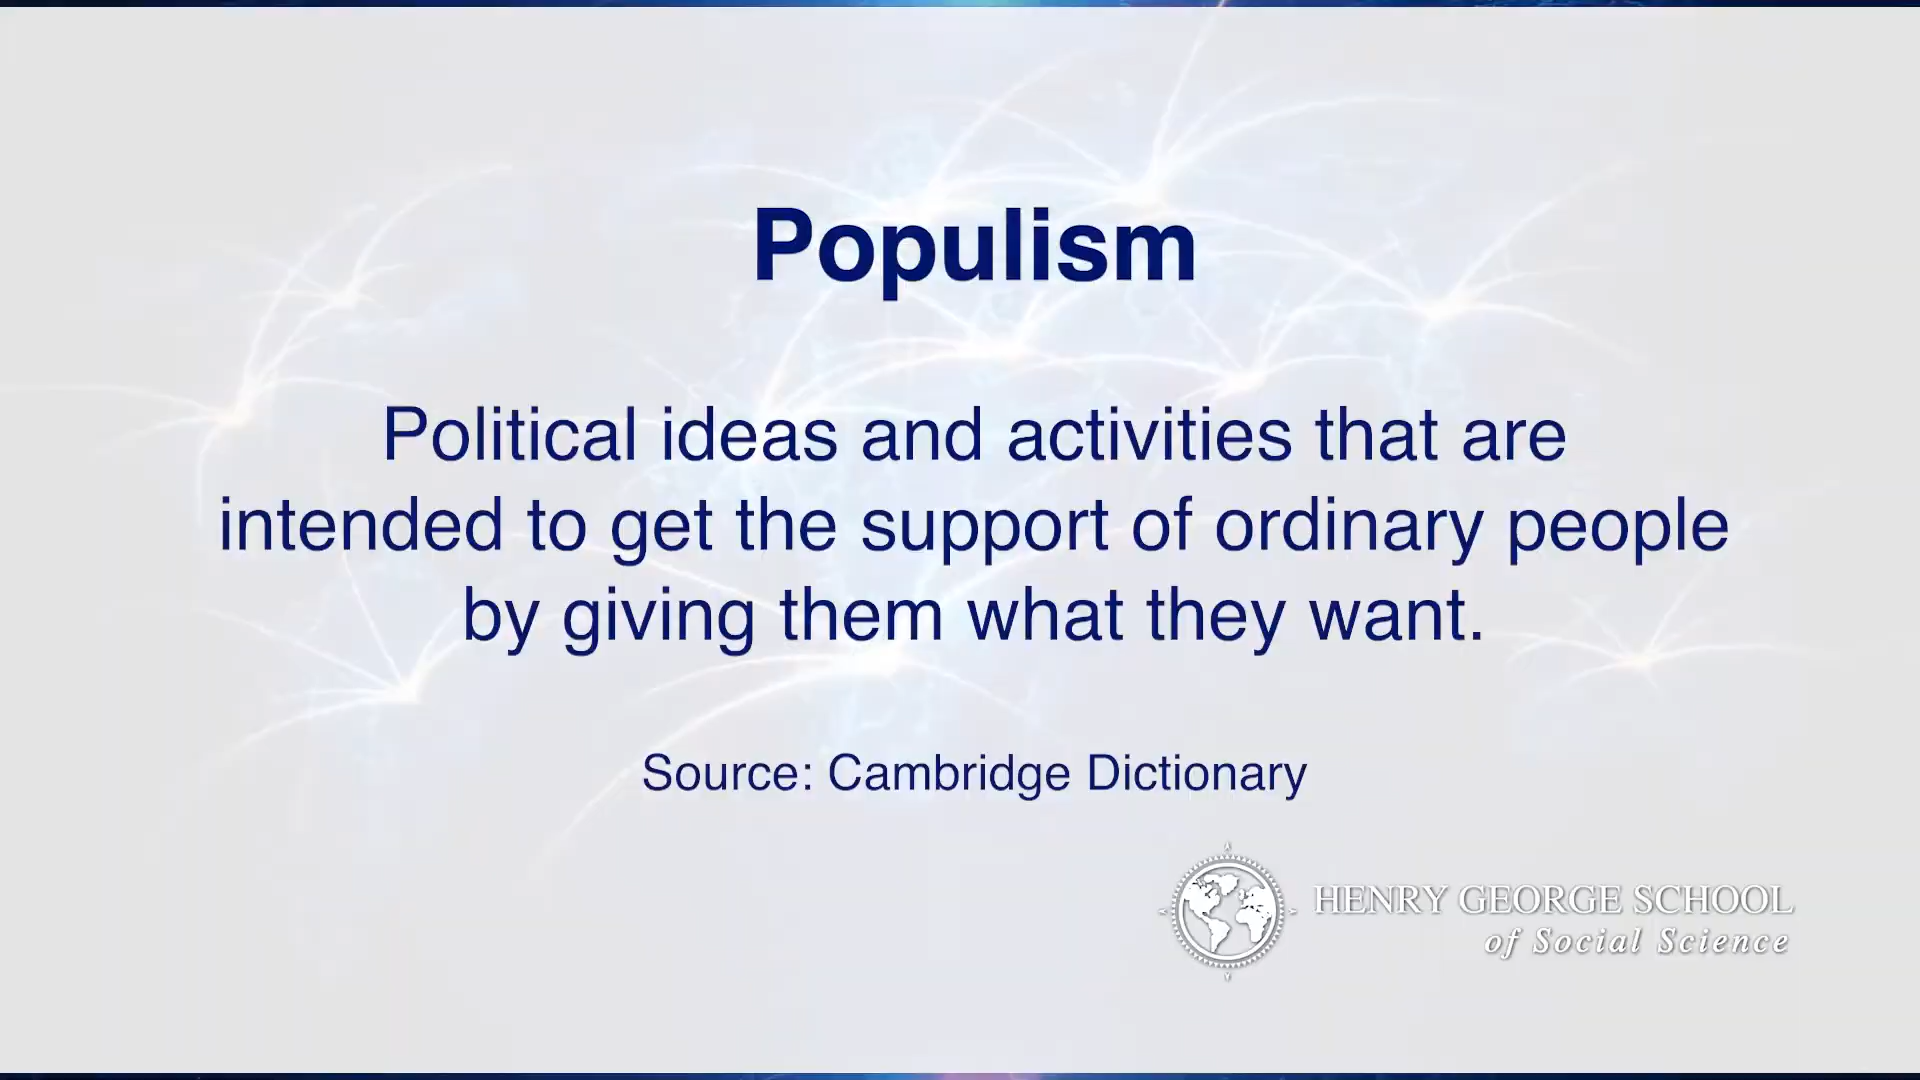 Populism
Political ideas and activities that are
intended to get the support of ordinary people
by giving them what they want.
Source: Cambridge Dictionary
HENRY GEORGE SCHOOL
of Social Science